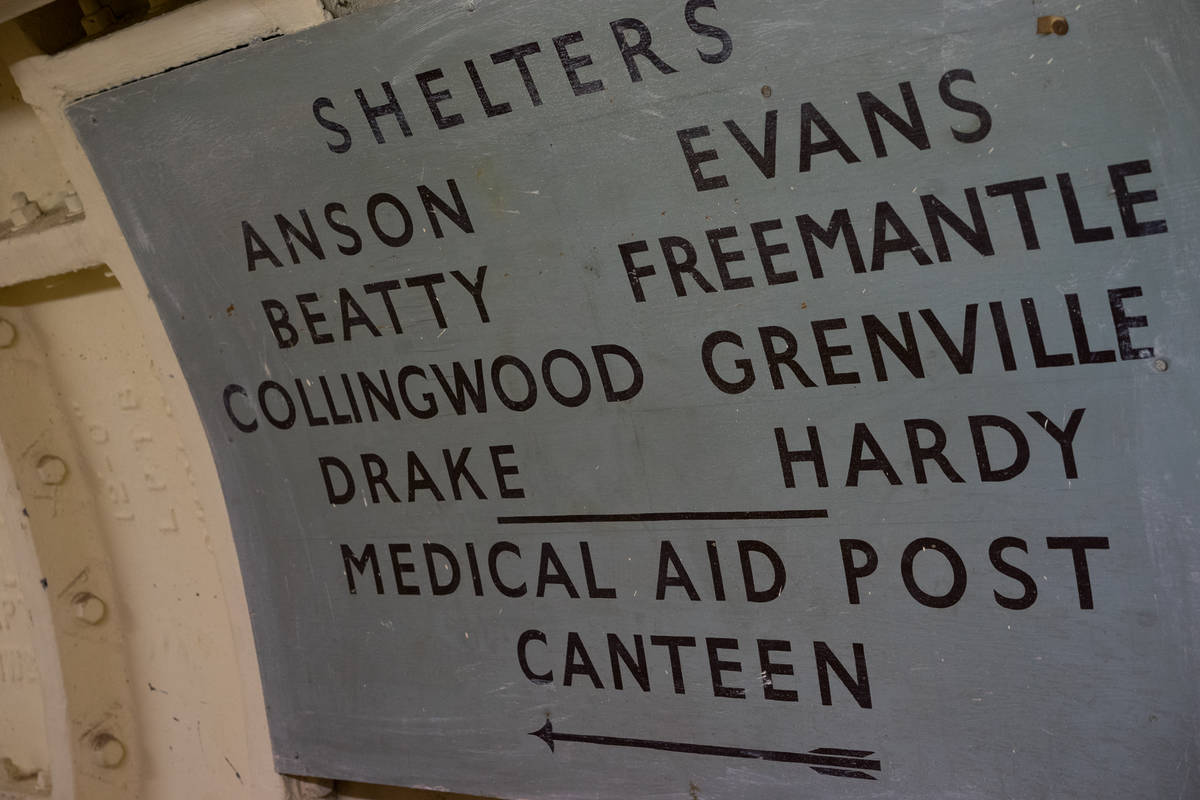 SHELTERS
ANSON
BEATTY
COLLINGWOOD
DRAKE
EVANS
FREEMANTLE
GRENVILLE
HARDY
MEDICAL AID POST
CANTEEN